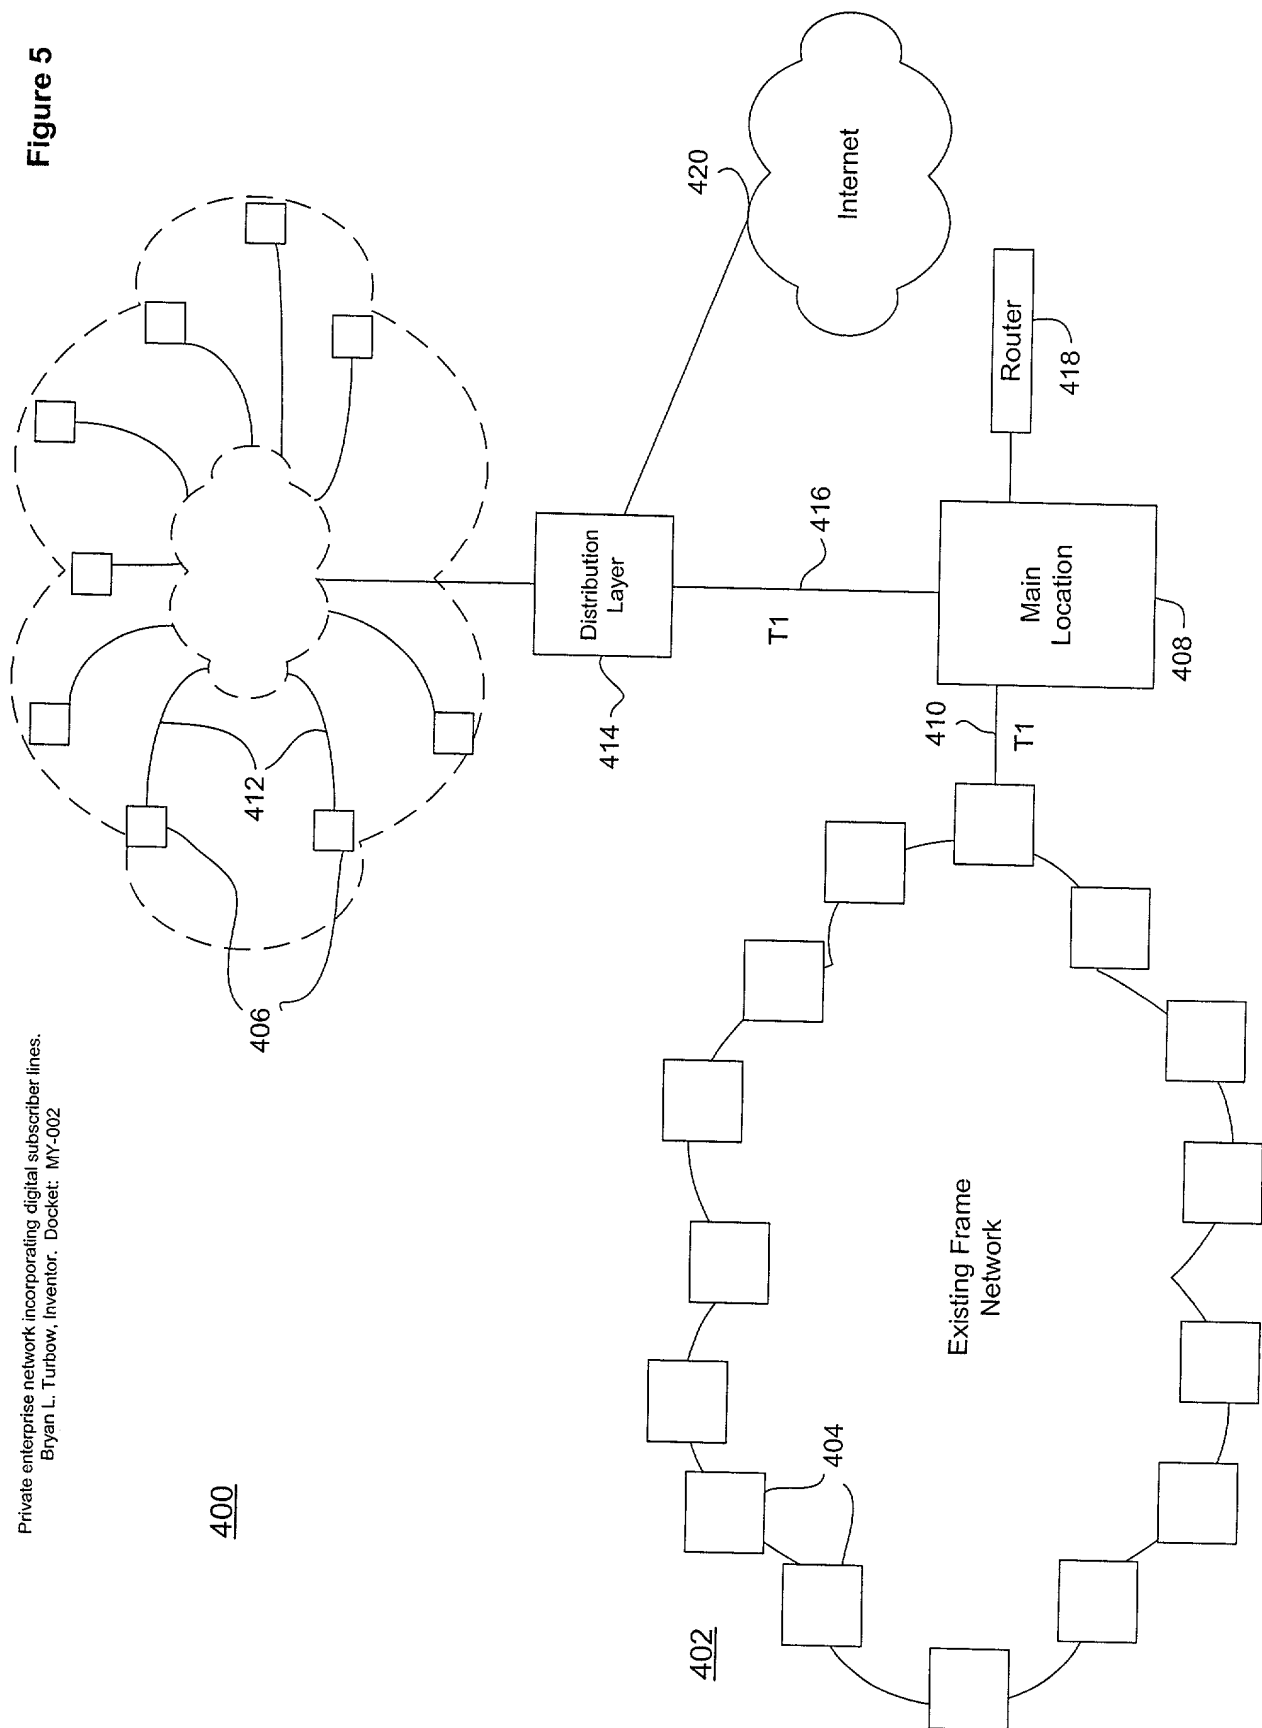 Private enterprise network incorporating digital subscriber lines.
Bryan L. Turbow, Inventor. Docket: MY-002
Figure 5
400
406
412
414
Distribution
Layer
420
Internet
T1
416
402
404
Existing Frame
Network
410
T1
Main
Location
408
Router
418